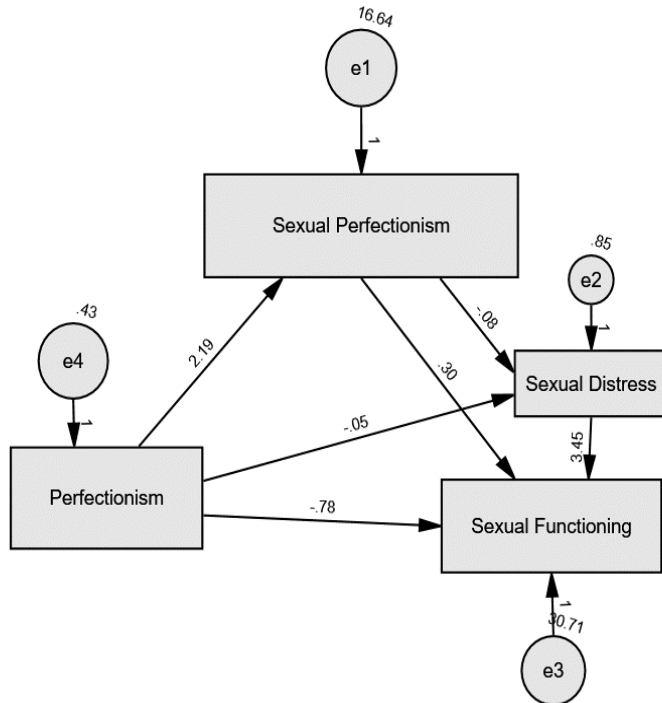 16.64
e1
1
Sexual Perfectionism
.85
e2
1
-.08
.43
e4
1
2.19
.30
Sexual Distress
-.05
3.45
Perfectionism
-.78
Sexual Functioning
1
30.71
e3